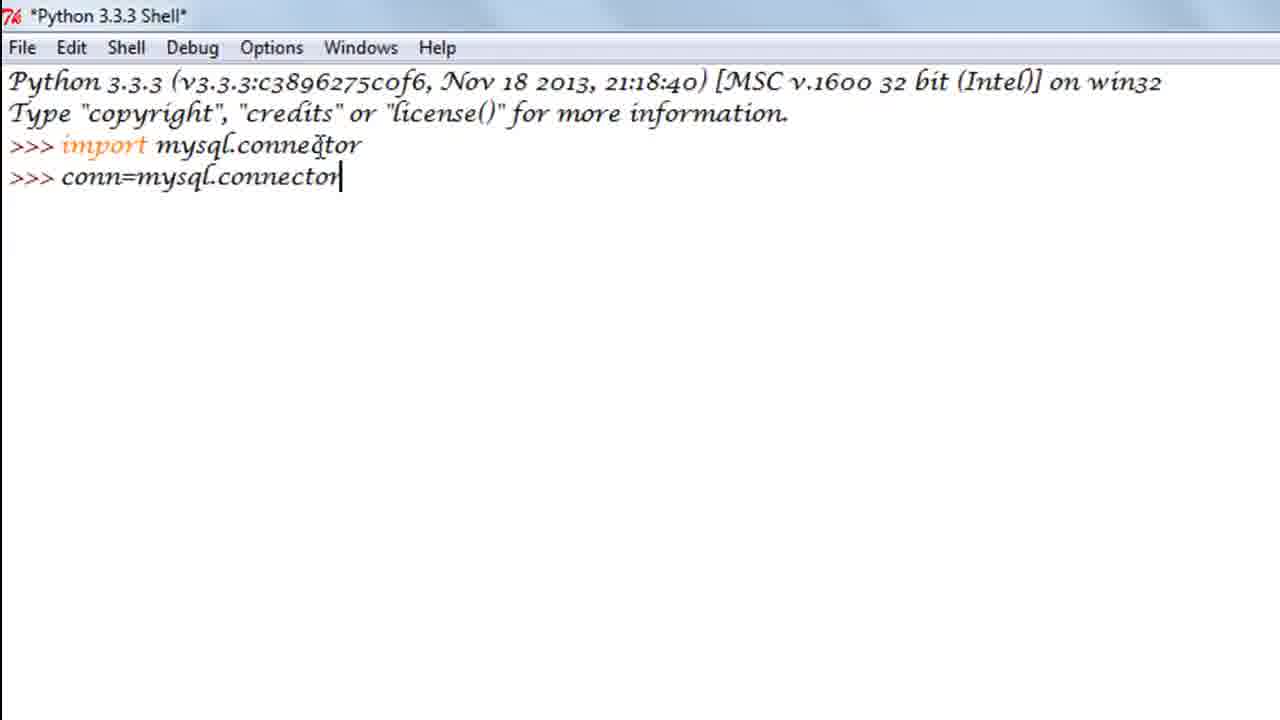 *Python 3.3.3 Shell*
File Edit Shell Debug Options Windows Help
Python 3.3.3 (v3.3.3:c3896275c0f6, Nov 18 2013, 21:18:40) [MSC v.1600 32 bit (Intel)] on win32
Type "copyright", "credits" or "license()" for more information.
>>> import mysql.connector
>>> conn=mysql.connector